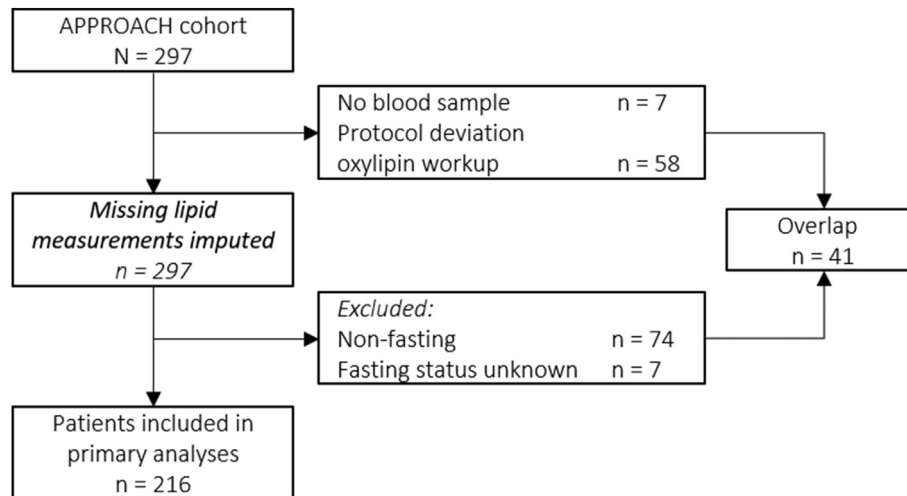 APPROACH cohort
N = 297
No blood sample n = 7
Protocol deviation
oxylipin workup n = 58
Missing lipid
measurements imputed
n = 297
Overlap
n = 41
Excluded:
Non-fasting n = 74
Fasting status unknown n = 7
Patients included in
primary analyses
n = 216